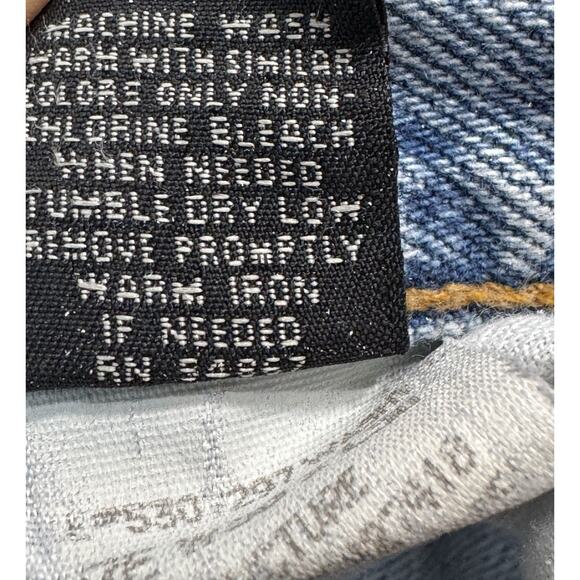 MACHINE WASH
WARM WITH SIMILAR
COLORS ONLY NON-
CHLORINE BLEACH
WHEN NEEDED
TUMBLE DRY LOW
REMOVE PROMPTLY
WARM IRON
IF NEEDED
RN